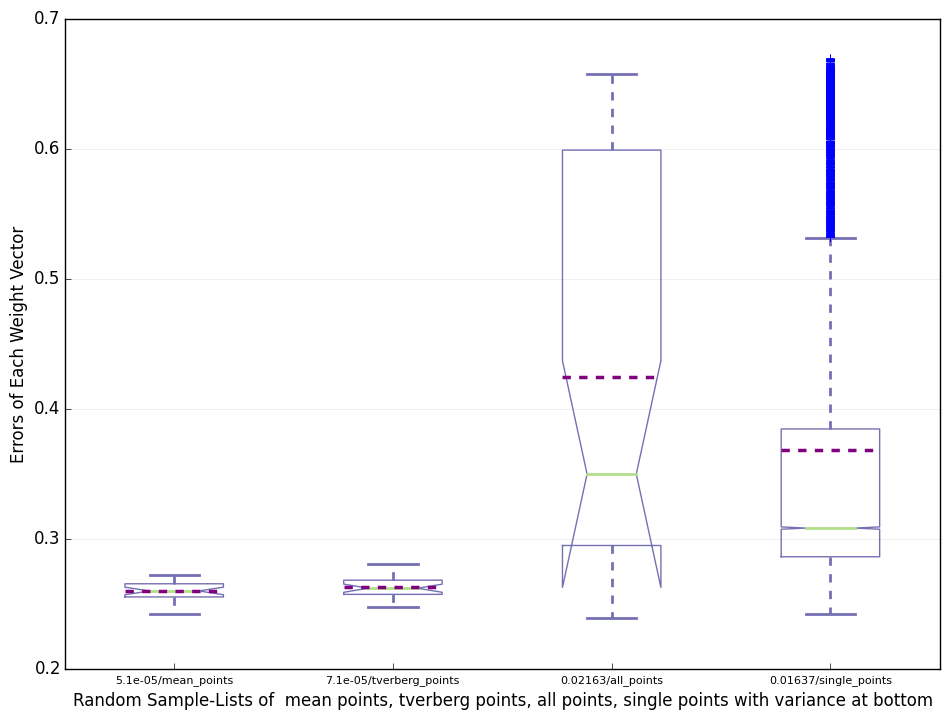 0.7
0.6
0.5
0.4
0.3
0.2
Errors of Each Weight Vector
5.1e-05/mean_points 7.1e-05/tverberg_points 0.02163/all_points 0.01637/single_points
Random Sample-Lists of  mean points, tverberg points, all points, single points with variance at bottom